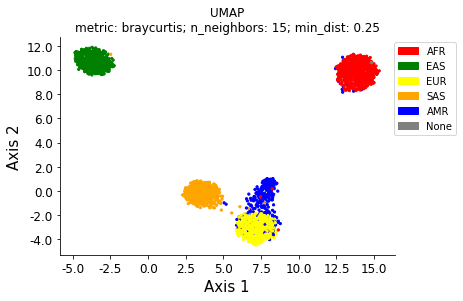 UMAP
metric: braycurtis; n_neighbors: 15; min_dist: 0.25
12.0
10.0
8.0
6.0
4.0
2.0
0.0
-2.0
-4.0
Axis 2
-5.0 -2.5 0.0 2.5 5.0 7.5 10.0 12.5 15.0
Axis 1
AFR
EAS
EUR
SAS
AMR
None